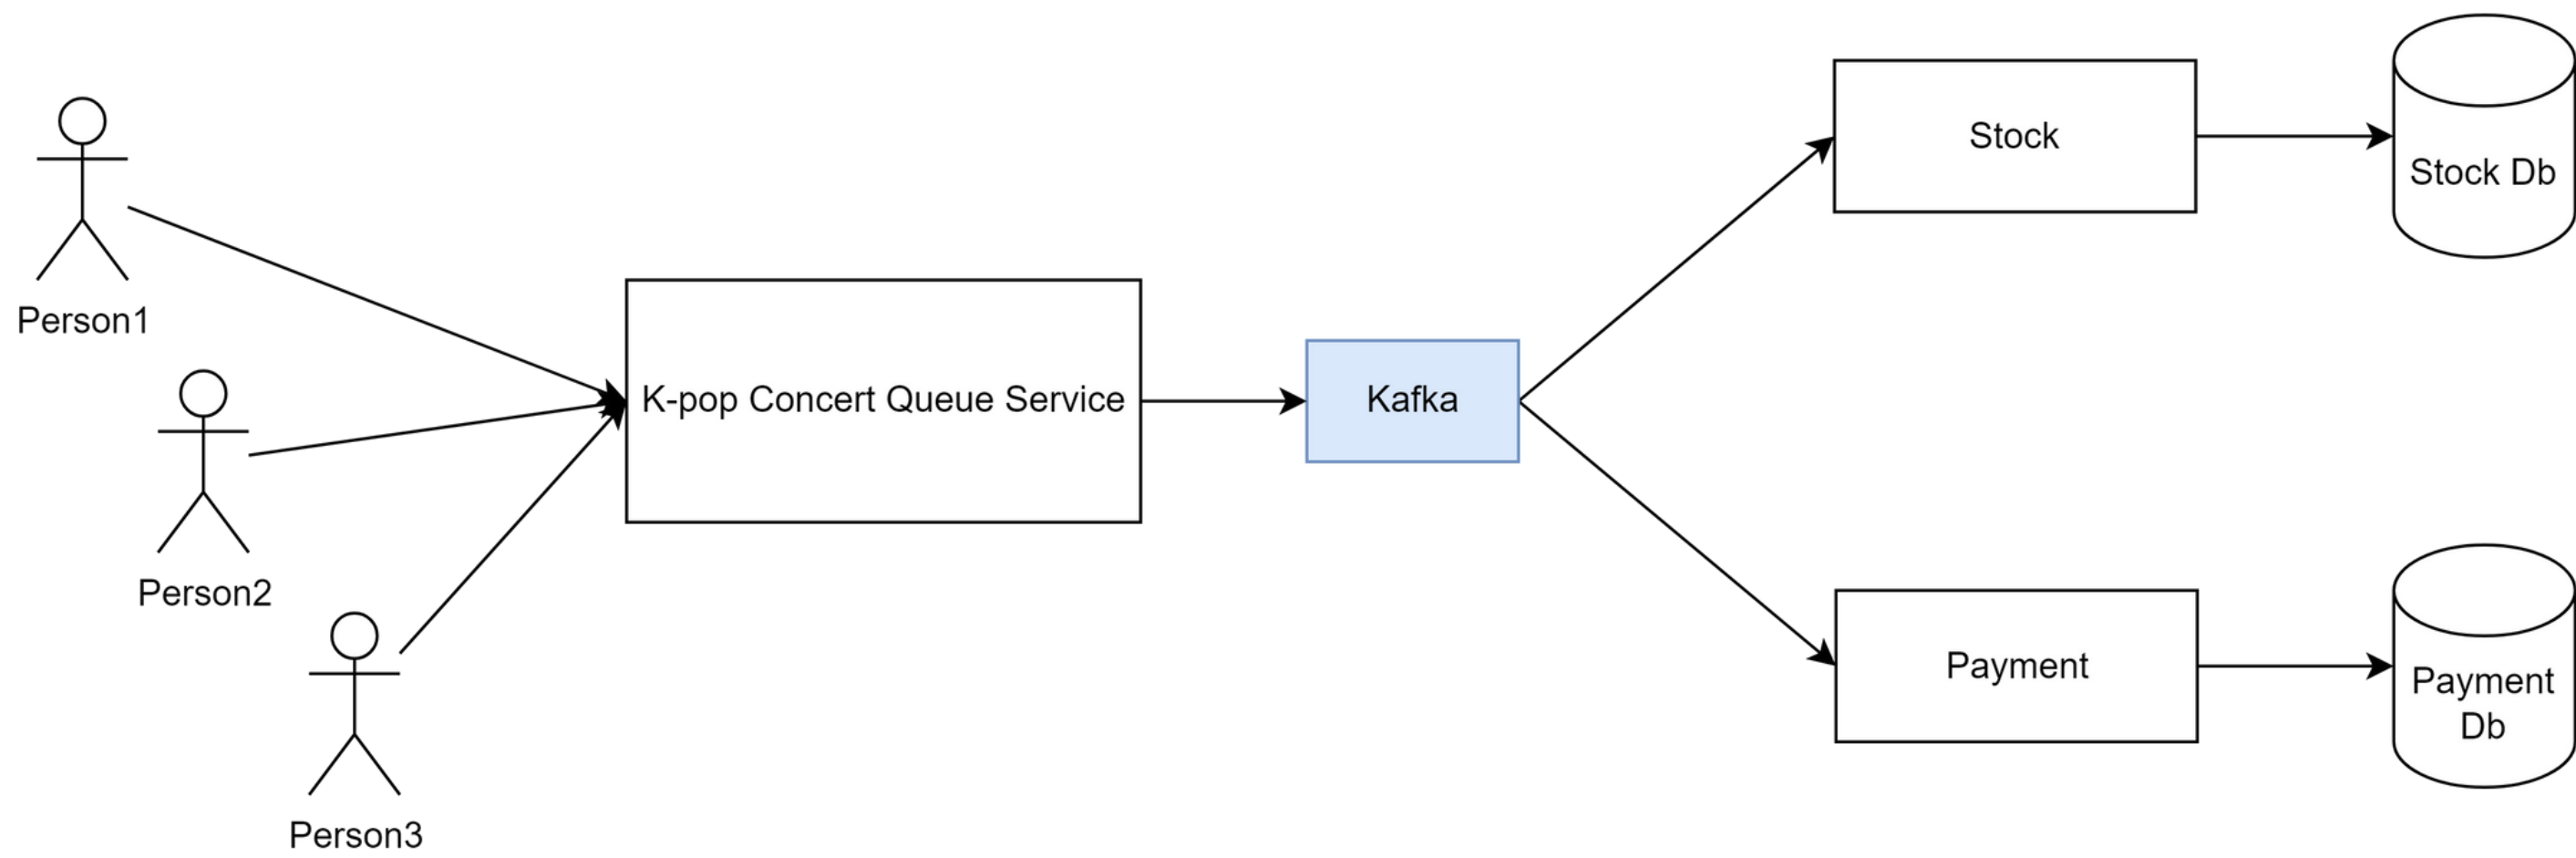 Person1
Person2
Person3
K-pop Concert Queue Service
Kafka
Stock
Stock Db
Payment
Payment
Db